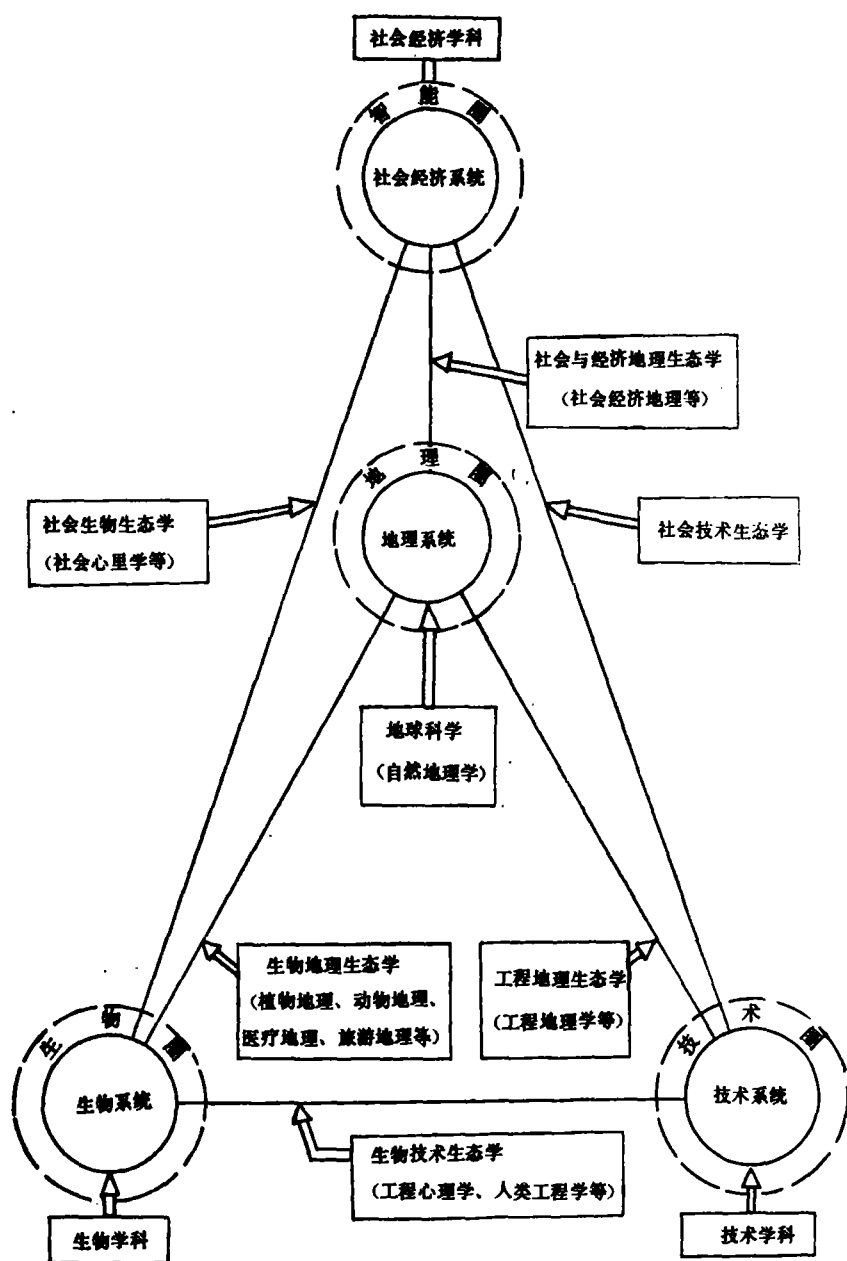 社会经济学科
智能圈
社会经济系统
社会与经济地理生态学
(社会经济地理等)
地理圈
地理系统
社会生物生态学
(社会心里学等)
社会技术生态学
地球科学
(自然地理学)
生物地理生态学
(植物地理、动物地理、
医疗地理、旅游地理等)
工程地理生态学
(工程地理学等)
生物圈
生物系统
技术圈
技术系统
生物技术生态学
(工程心理学、人类工程学等)
生物学科
技术学科